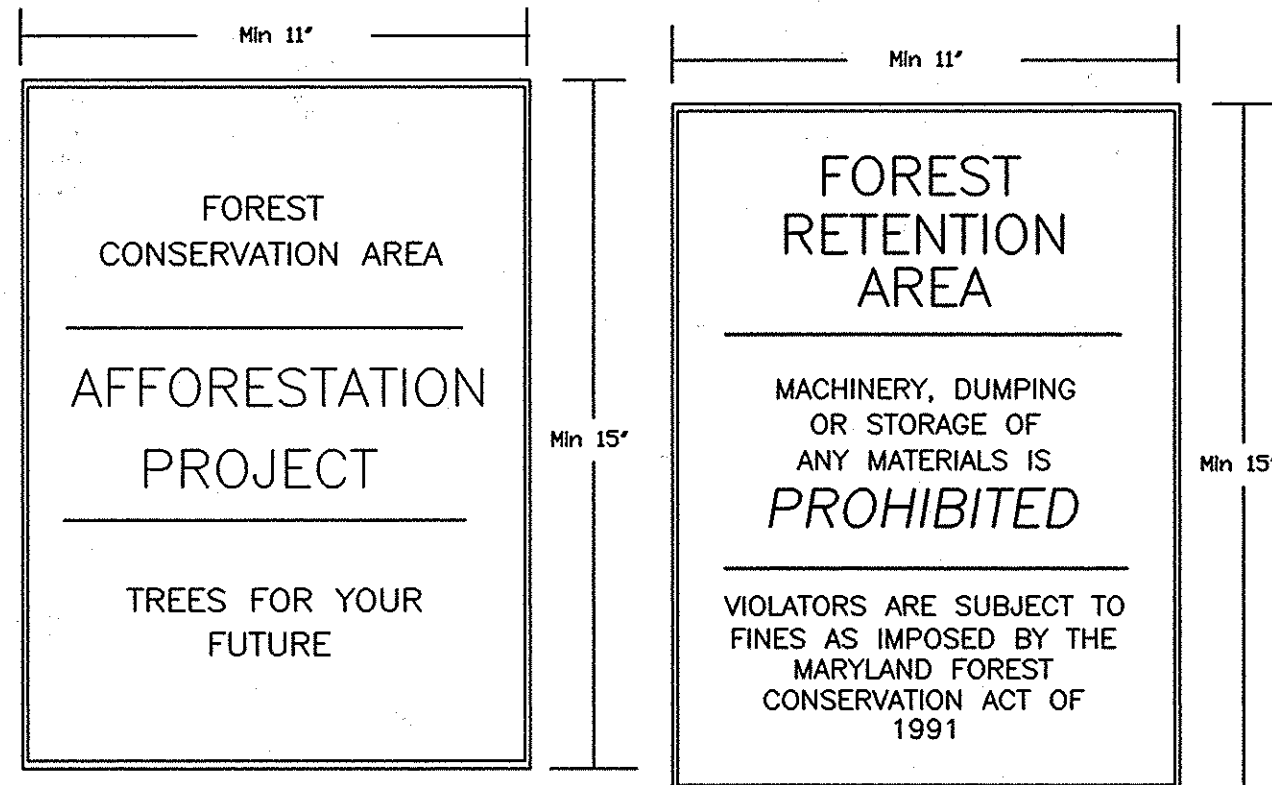 Min 11"
FOREST
CONSERVATION AREA
AFFORESTATION
PROJECT
TREES FOR YOUR
FUTURE
Min 15"
Min 11"
FOREST
RETENTION
AREA
MACHINERY, DUMPING
OR STORAGE OF
ANY MATERIALS IS
PROHIBITED
VIOLATORS ARE SUBJECT TO
FINES AS IMPOSED BY THE
MARYLAND FOREST
CONSERVATION ACT OF
1991
Min 15"